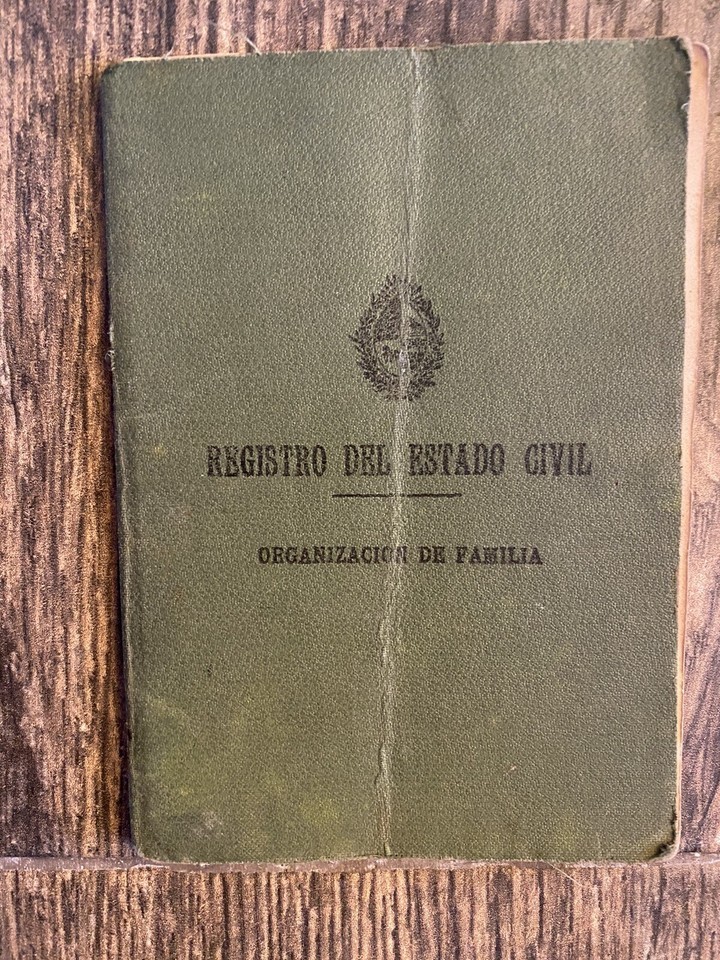 REGISTRO DEL ESTADO CIVIL
ORGANIZACION DE FAMILIA